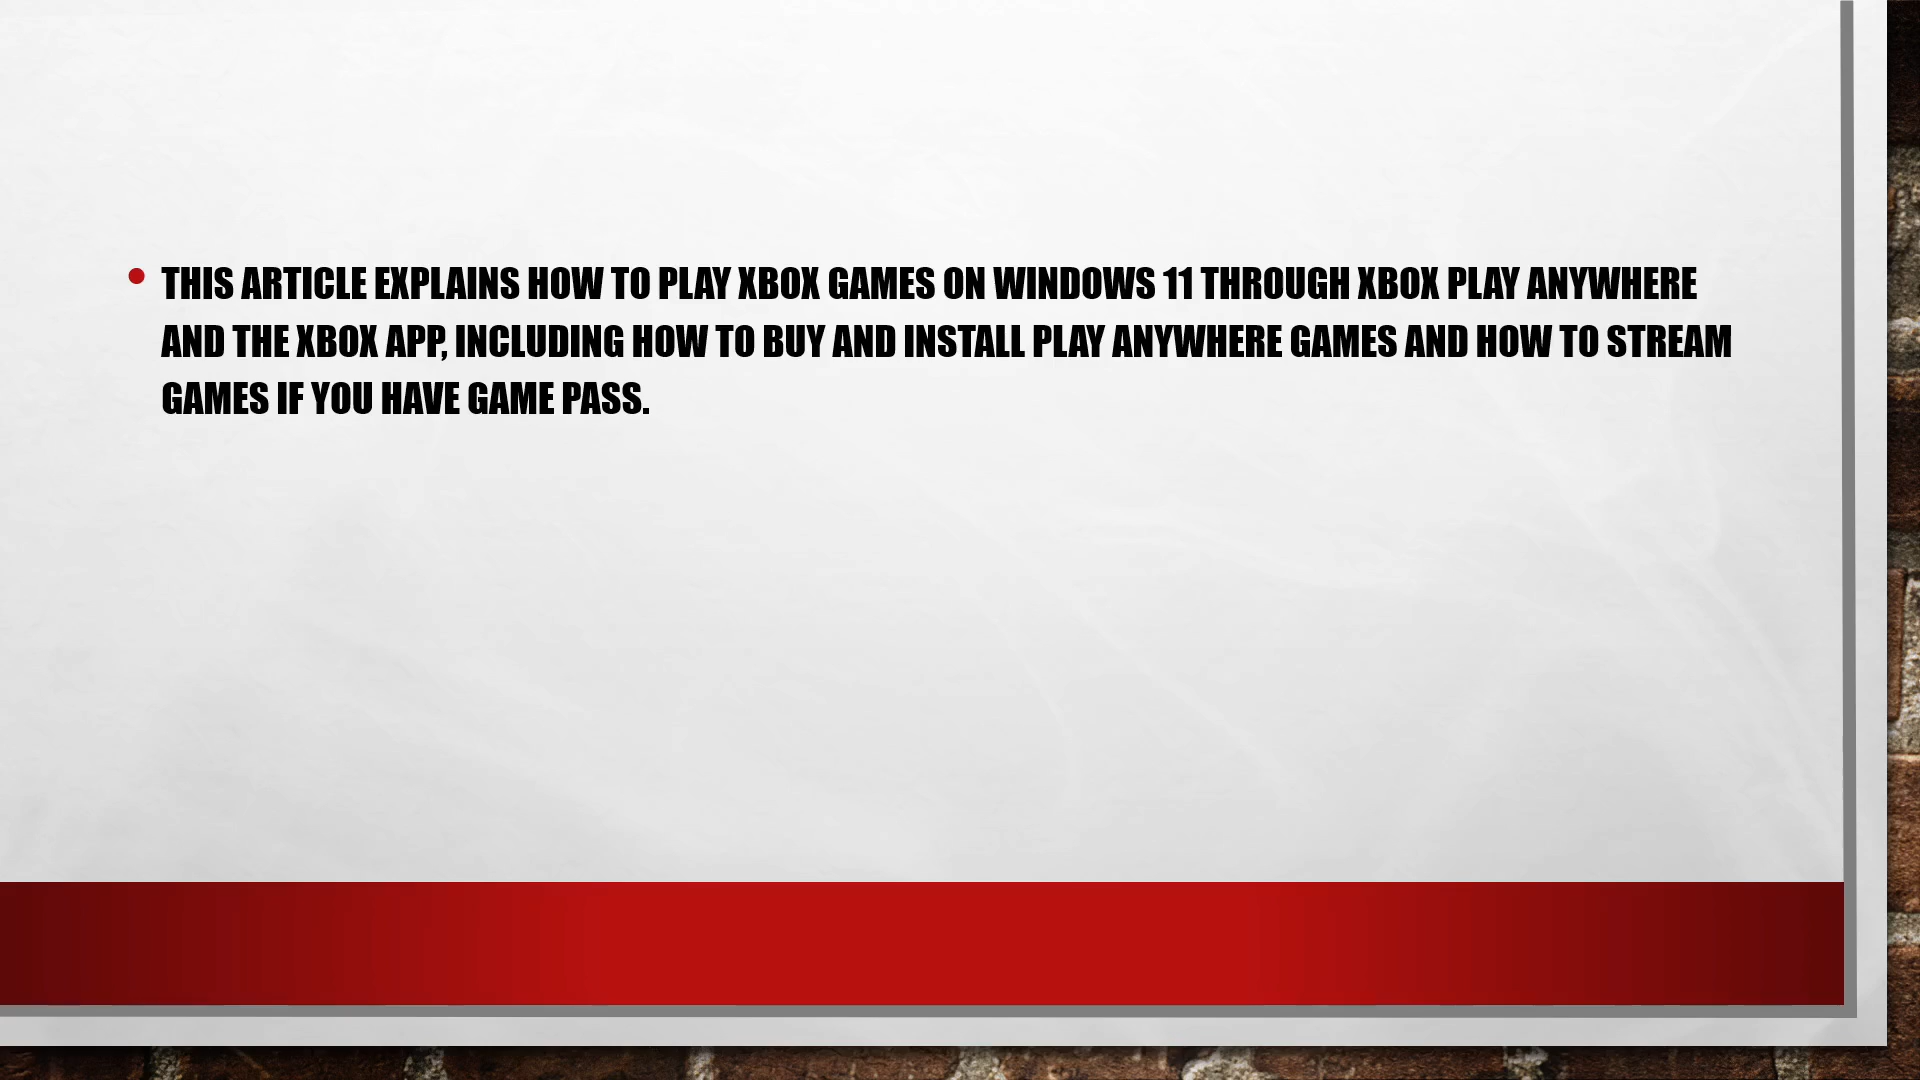 • THIS ARTICLE EXPLAINS HOW TO PLAY XBOX GAMES ON WINDOWS 11 THROUGH XBOX PLAY ANYWHERE
AND THE XBOX APP, INCLUDING HOW TO BUY AND INSTALL PLAY ANYWHERE GAMES AND HOW TO STREAM
GAMES IF YOU HAVE GAME PASS.